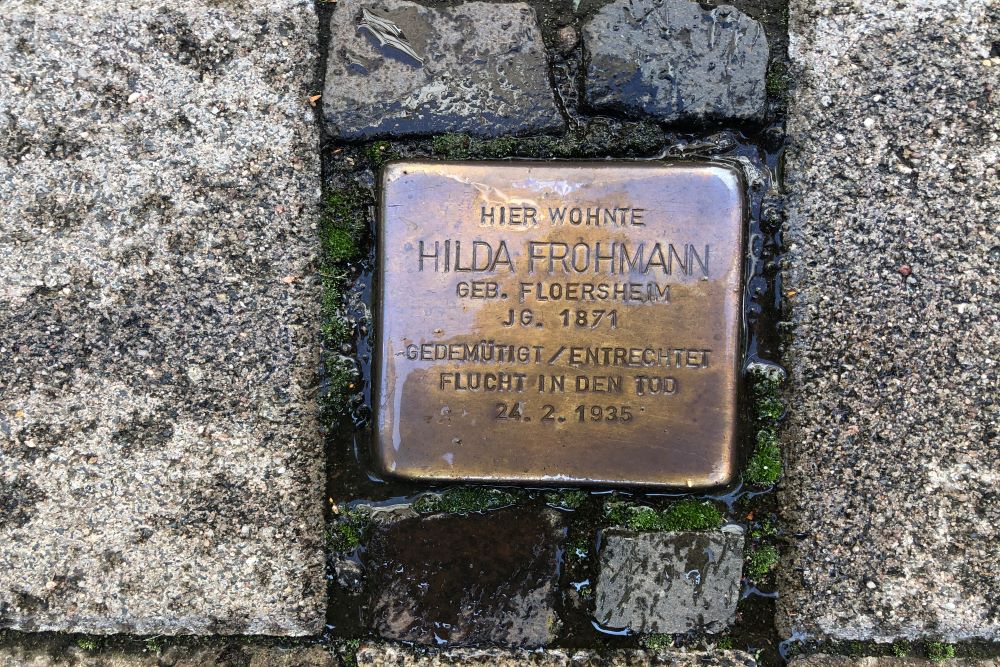 HIER WOHNTE
HILDA FROHMANN
GEB. FLOERSHEIM
JG. 1871
GEDEMÜTIGT/ENTRECHTET
FLUCHT IN DEN TOD
24. 2. 1935